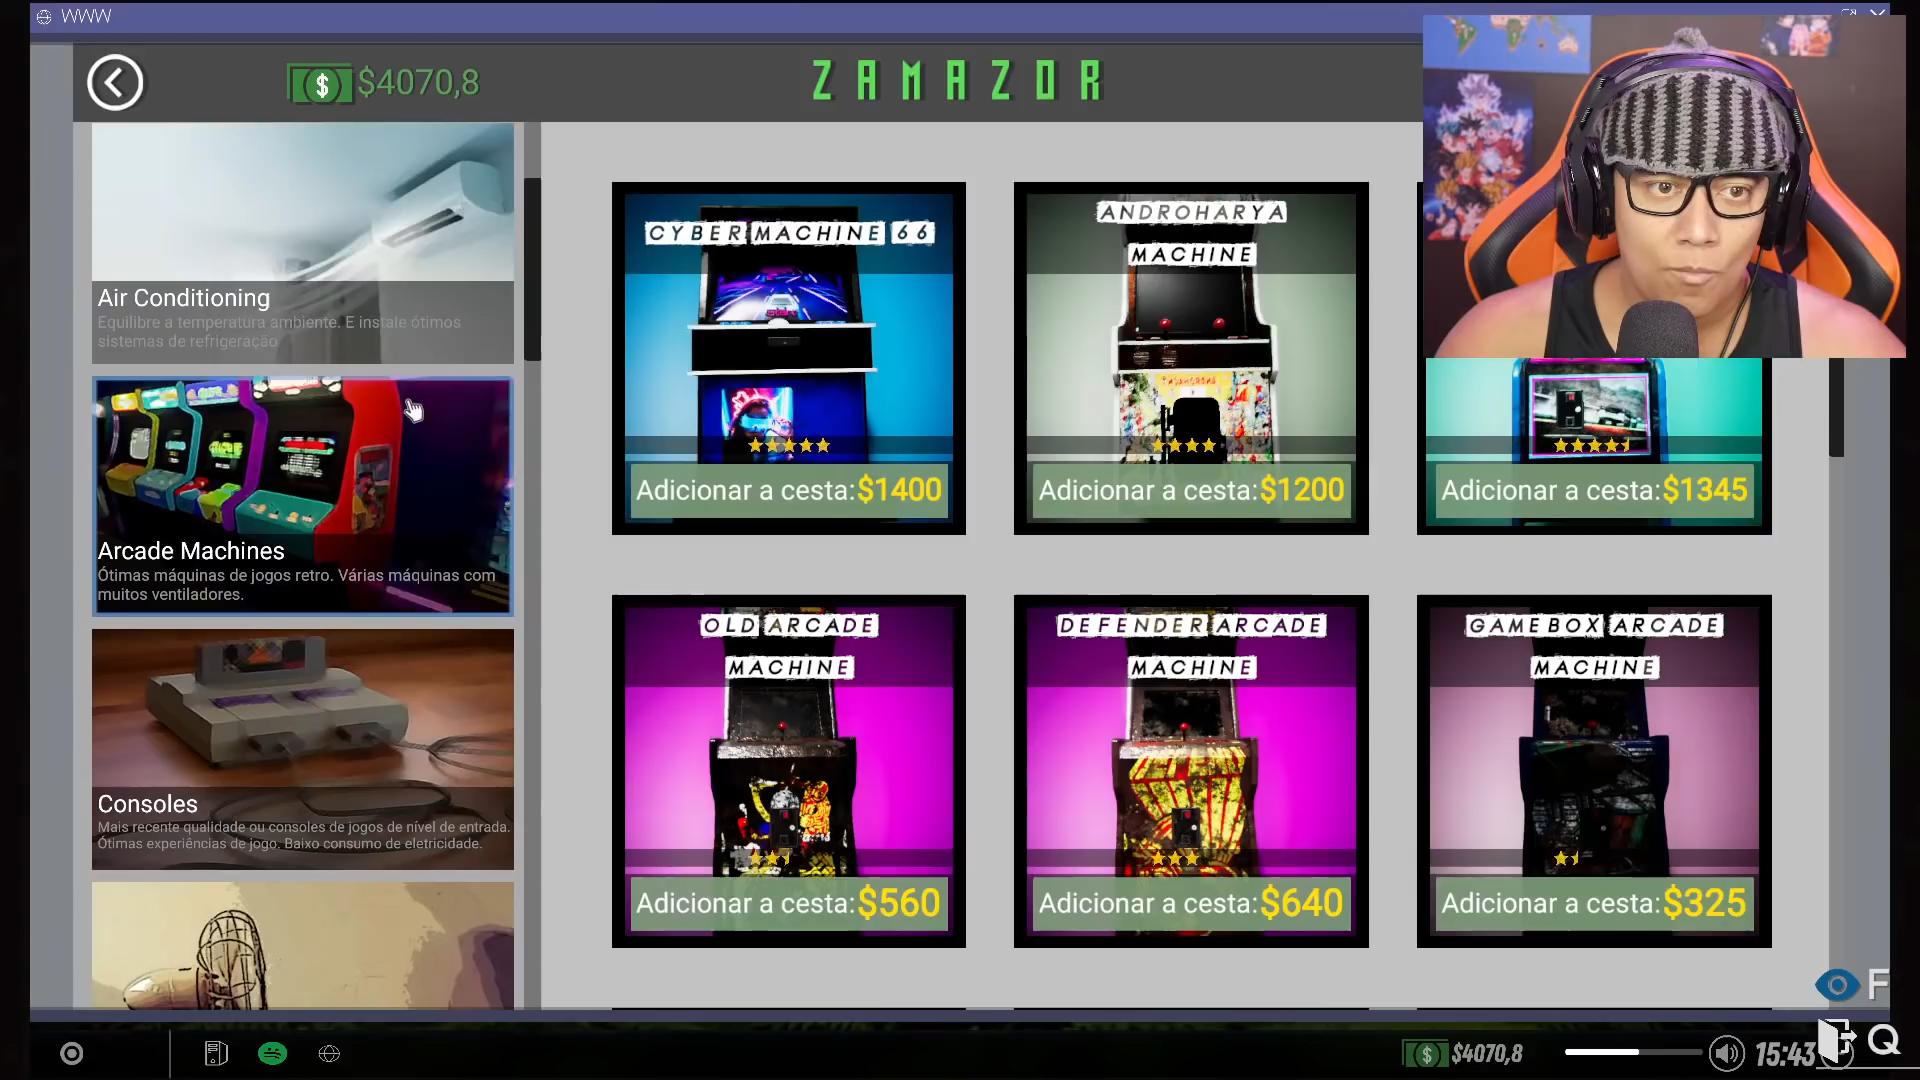 WWW
$4070,8
ZAMAZOR
Air Conditioning
Equilibre a temperatura ambiente. E instale ótimos
sistemas de refrigeração
Arcade Machines
Ótimas máquinas de jogos retro. Várias máquinas com
muitos ventiladores.
Consoles
Mais recente qualidade ou consoles de jogos de nível de entrada.
Ótimas experiências de jogo. Baixo consumo de eletricidade.
CYBER MACHINE 66
Adicionar a cesta:$1400
ANDROHARYA
MACHINE
Adicionar a cesta:$1200
Adicionar a cesta:$1345
OLD ARCADE
MACHINE
Adicionar a cesta:$560
DEFENDER ARCADE
MACHINE
Adicionar a cesta:$640
GAMEBOX ARCADE
MACHINE
Adicionar a cesta:$325
F
$4070,8
15:43
Q